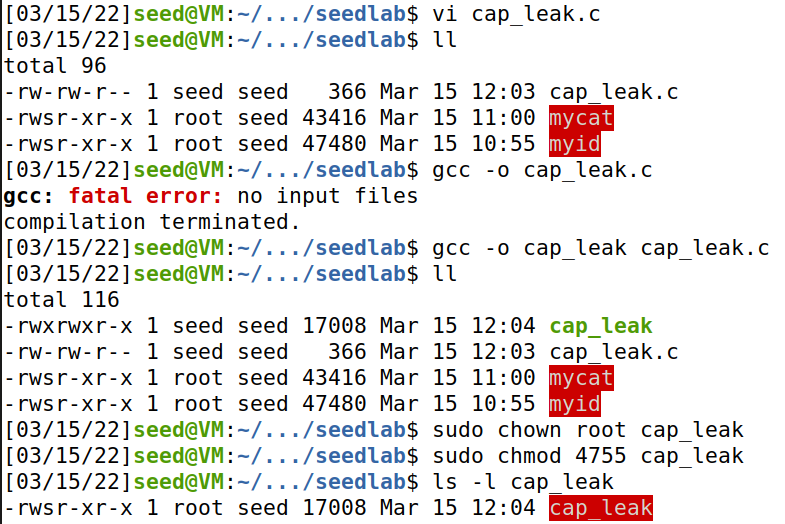 [03/15/22]seed@VM:~/.../seedlab$ vi cap_leak.c
[03/15/22]seed@VM:~/.../seedlab$ ll
total 96
-rw-rw-r-- 1 seed seed   366 Mar 15 12:03 cap_leak.c
-rwsr-xr-x 1 root seed 43416 Mar 15 11:00 mycat
-rwsr-xr-x 1 root seed 47480 Mar 15 10:55 myid
[03/15/22]seed@VM:~/.../seedlab$ gcc -o cap_leak.c
gcc: fatal error: no input files
compilation terminated.
[03/15/22]seed@VM:~/.../seedlab$ gcc -o cap_leak cap_leak.c
[03/15/22]seed@VM:~/.../seedlab$ ll
total 116
-rwxrwxr-x 1 seed seed 17008 Mar 15 12:04 cap_leak
-rw-rw-r-- 1 seed seed   366 Mar 15 12:03 cap_leak.c
-rwsr-xr-x 1 root seed 43416 Mar 15 11:00 mycat
-rwsr-xr-x 1 root seed 47480 Mar 15 10:55 myid
[03/15/22]seed@VM:~/.../seedlab$ sudo chown root cap_leak
[03/15/22]seed@VM:~/.../seedlab$ sudo chmod 4755 cap_leak
[03/15/22]seed@VM:~/.../seedlab$ ls -l cap_leak
-rwsr-xr-x 1 root seed 17008 Mar 15 12:04 cap_leak